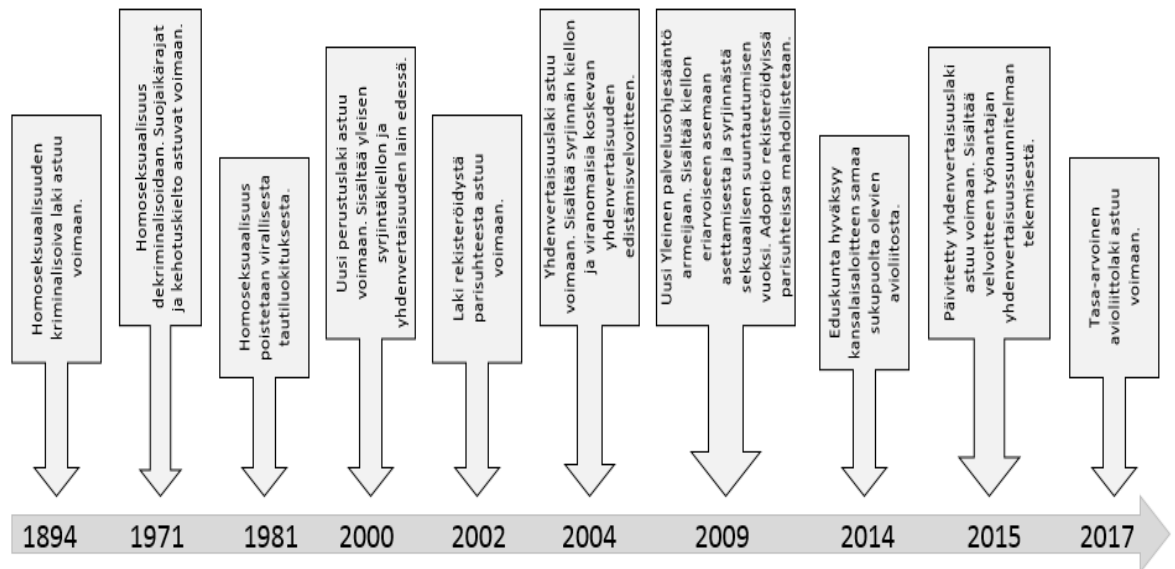 Homoseksuaalisuuden
kriminalisoiva laki astuu
voimaan.
Homoseksuaalisuus
dekriminalisoidaan. Suojaikärajat
ja kehotuskielto astuvat voimaan.
Homoseksuaalisuus
poistetaan virallisesta
tautiluokituksesta.
Uusi perustuslaki astuu
voimaan. Sisältää yleisen
syrjintäkiellon ja
yhdenvertaisuuden lain edessä.
Laki rekisteröidystä
parisuhteesta astuu
voimaan.
Yhdenvertaisuuslaki astuu
voimaan. Sisältää syrjinnän kiellon
ja viranomaisia koskevan
yhdenvertaisuuden
edistämisvelvoitteen.
Uusi Yleinen palvelusohjesääntö
armeijaan. Sisältää kiellon
eriarvoiseen asemaan
asettamisesta ja syrjinnästä
seksuaalisen suuntautumisen
vuoksi. Adoptio rekisteröidyissä
parisuhteissa mahdollistetaan.
Eduskunta hyväksyy
kansalaisaloitteen samaa
sukupuolta olevien
avioliitosta.
Päivitetty yhdenvertaisuuslaki
astuu voimaan. Sisältää
velvoitteen työnantajan
yhdenvertaisuussuunnitelman
tekemisestä.
Tasa-arvoinen
avioliittolaki astuu
voimaan.
1894 1971 1981 2000 2002 2004 2009 2014 2015 2017